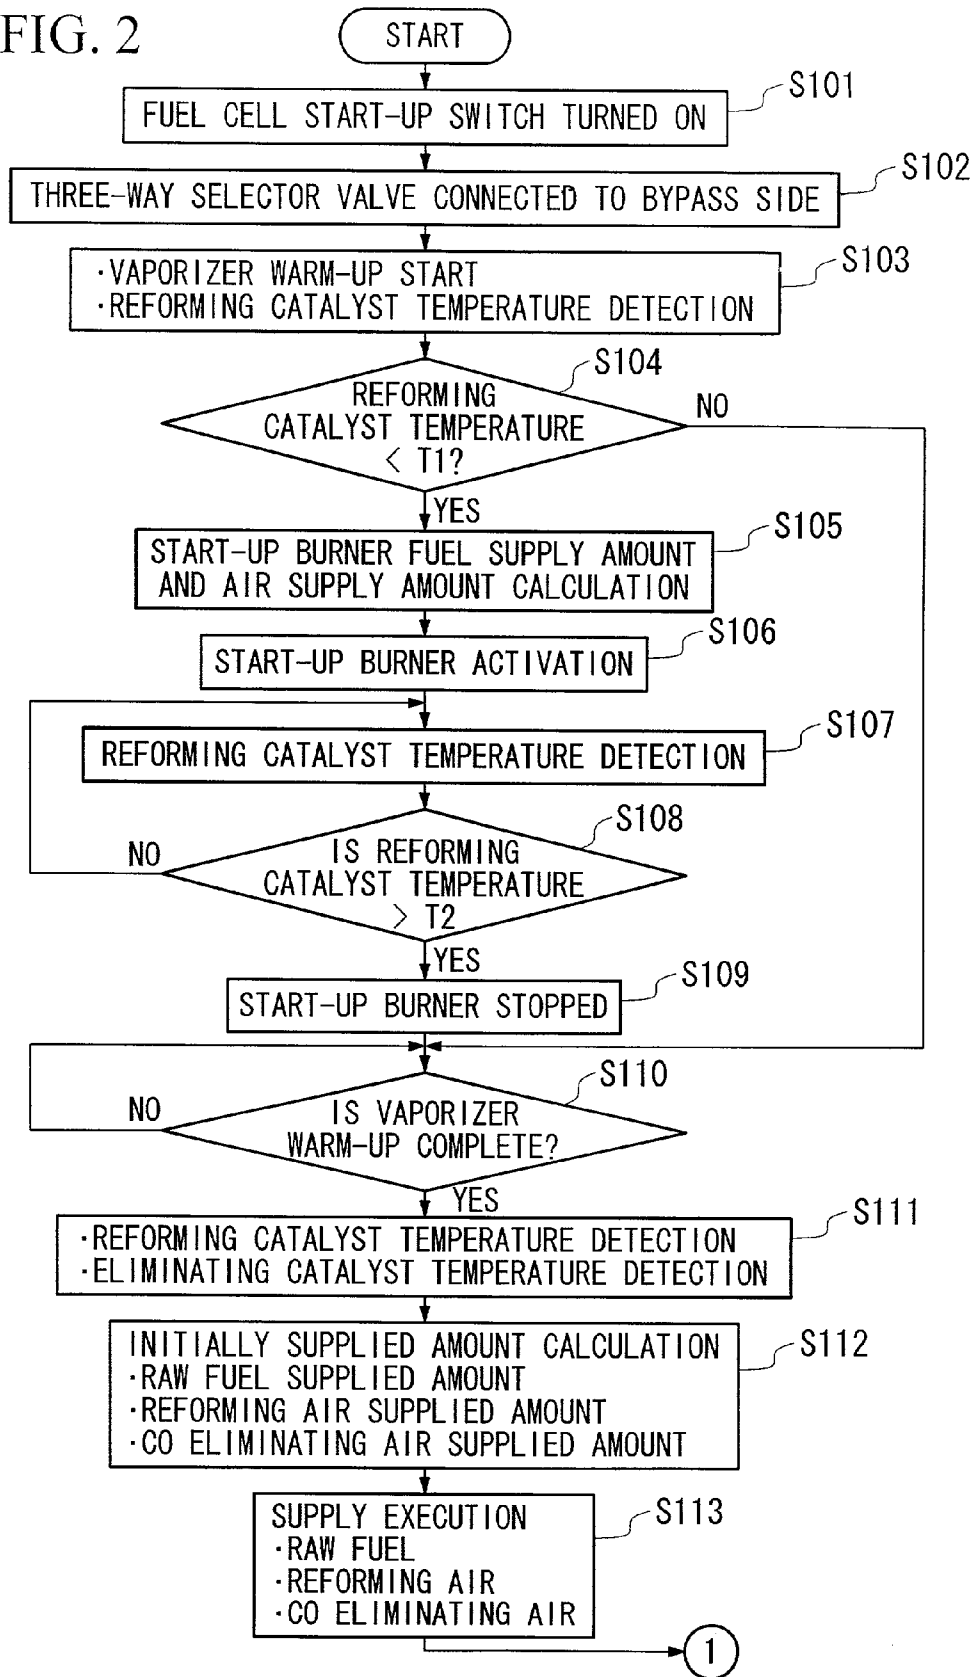 FIG. 2
START
S101
FUEL CELL START-UP SWITCH TURNED ON
S102
THREE-WAY SELECTOR VALVE CONNECTED TO BYPASS SIDE
S103
·VAPORIZER WARM-UP START
·REFORMING CATALYST TEMPERATURE DETECTION
S104
REFORMING
CATALYST TEMPERATURE
< T1?
NO
YES
S105
START-UP BURNER FUEL SUPPLY AMOUNT
AND AIR SUPPLY AMOUNT CALCULATION
S106
START-UP BURNER ACTIVATION
S107
REFORMING CATALYST TEMPERATURE DETECTION
S108
IS REFORMING
CATALYST TEMPERATURE
> T2
NO
YES
S109
START-UP BURNER STOPPED
S110
IS VAPORIZER
WARM-UP COMPLETE?
NO
YES
S111
·REFORMING CATALYST TEMPERATURE DETECTION
·ELIMINATING CATALYST TEMPERATURE DETECTION
S112
INITIALLY SUPPLIED AMOUNT CALCULATION
·RAW FUEL SUPPLIED AMOUNT
·REFORMING AIR SUPPLIED AMOUNT
·CO ELIMINATING AIR SUPPLIED AMOUNT
S113
SUPPLY EXECUTION
·RAW FUEL
·REFORMING AIR
·CO ELIMINATING AIR
1